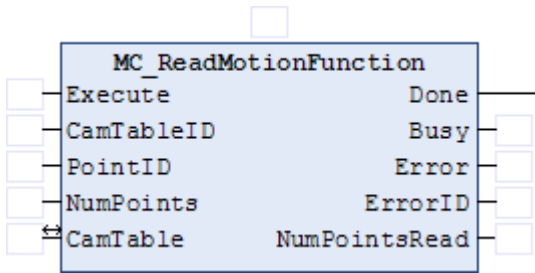 MC_ReadMotionFunction
Execute Done
CamTableID Busy
PointID Error
NumPoints ErrorID
CamTable NumPointsRead